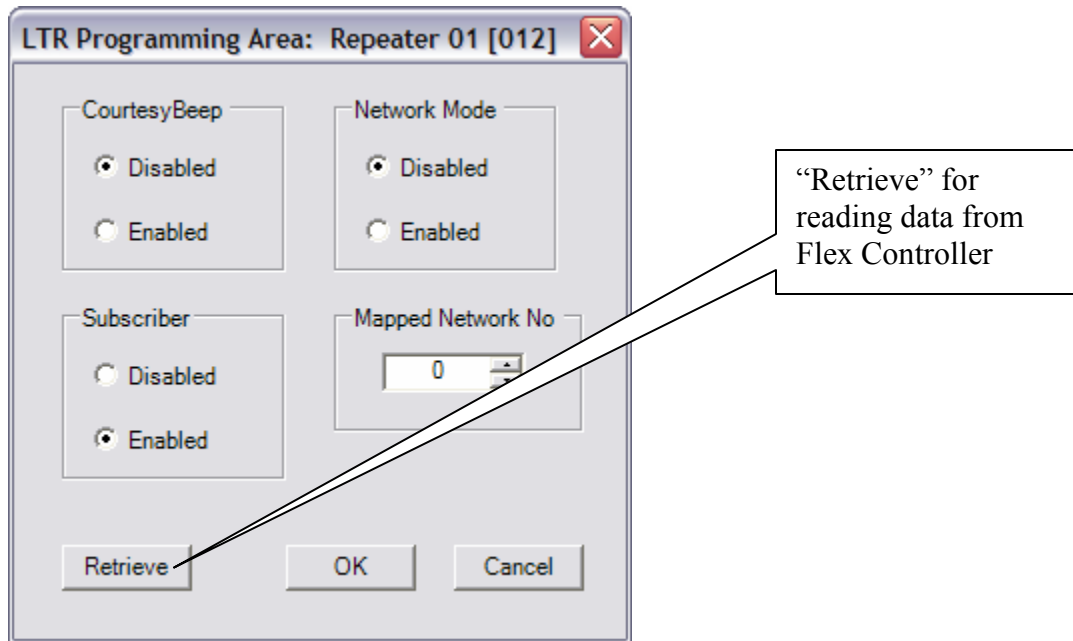 LTR Programming Area: Repeater 01 [012]
CourtesyBeep
Disabled
Enabled
Network Mode
Disabled
Enabled
Subscriber
Disabled
Enabled
Mapped Network No
0
Retrieve
OK
Cancel
“Retrieve” for
reading data from
Flex Controller